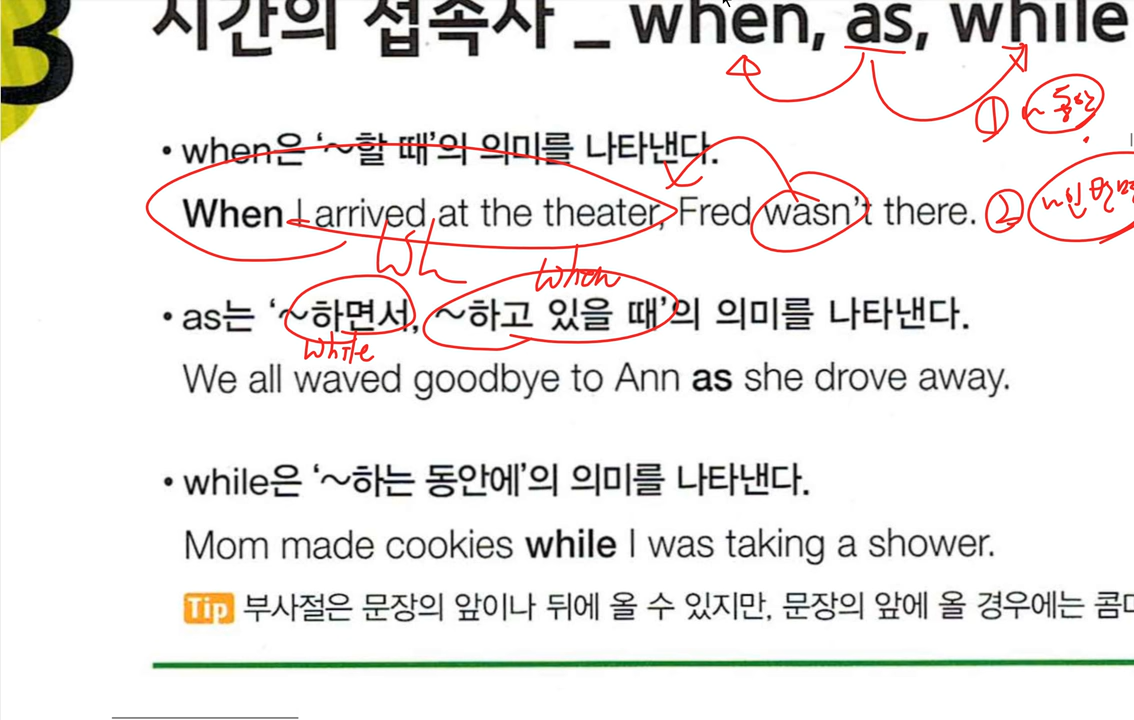 3 시간의 접속사 _ when, as, while
① ~동안
• when은 ‘~할 때’의 의미를 나타낸다.
When I arrived at the theater, Fred wasn’t there. ②
Wh when
• as는 ‘~하면서, ~하고 있을 때’의 의미를 나타낸다.
while
We all waved goodbye to Ann as she drove away.
• while은 ‘~하는 동안에’의 의미를 나타낸다.
Mom made cookies while I was taking a shower.
Tip 부사절은 문장의 앞이나 뒤에 올 수 있지만, 문장의 앞에 올 경우에는